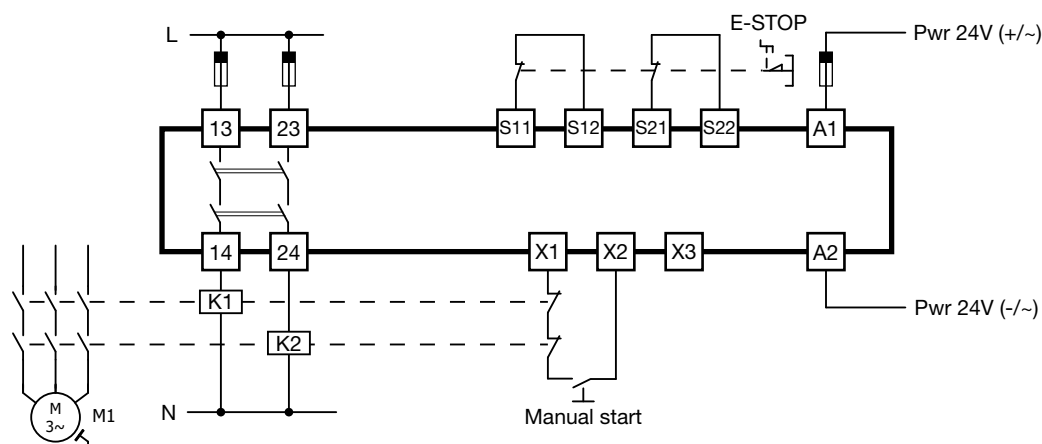 E-STOP
L
Pwr 24V (+/~)
13
23
S11
S12
S21
S22
A1
14
24
X1
X2
X3
A2
K1
Pwr 24V (-/~)
K2
M
3~
M1
N
Manual start